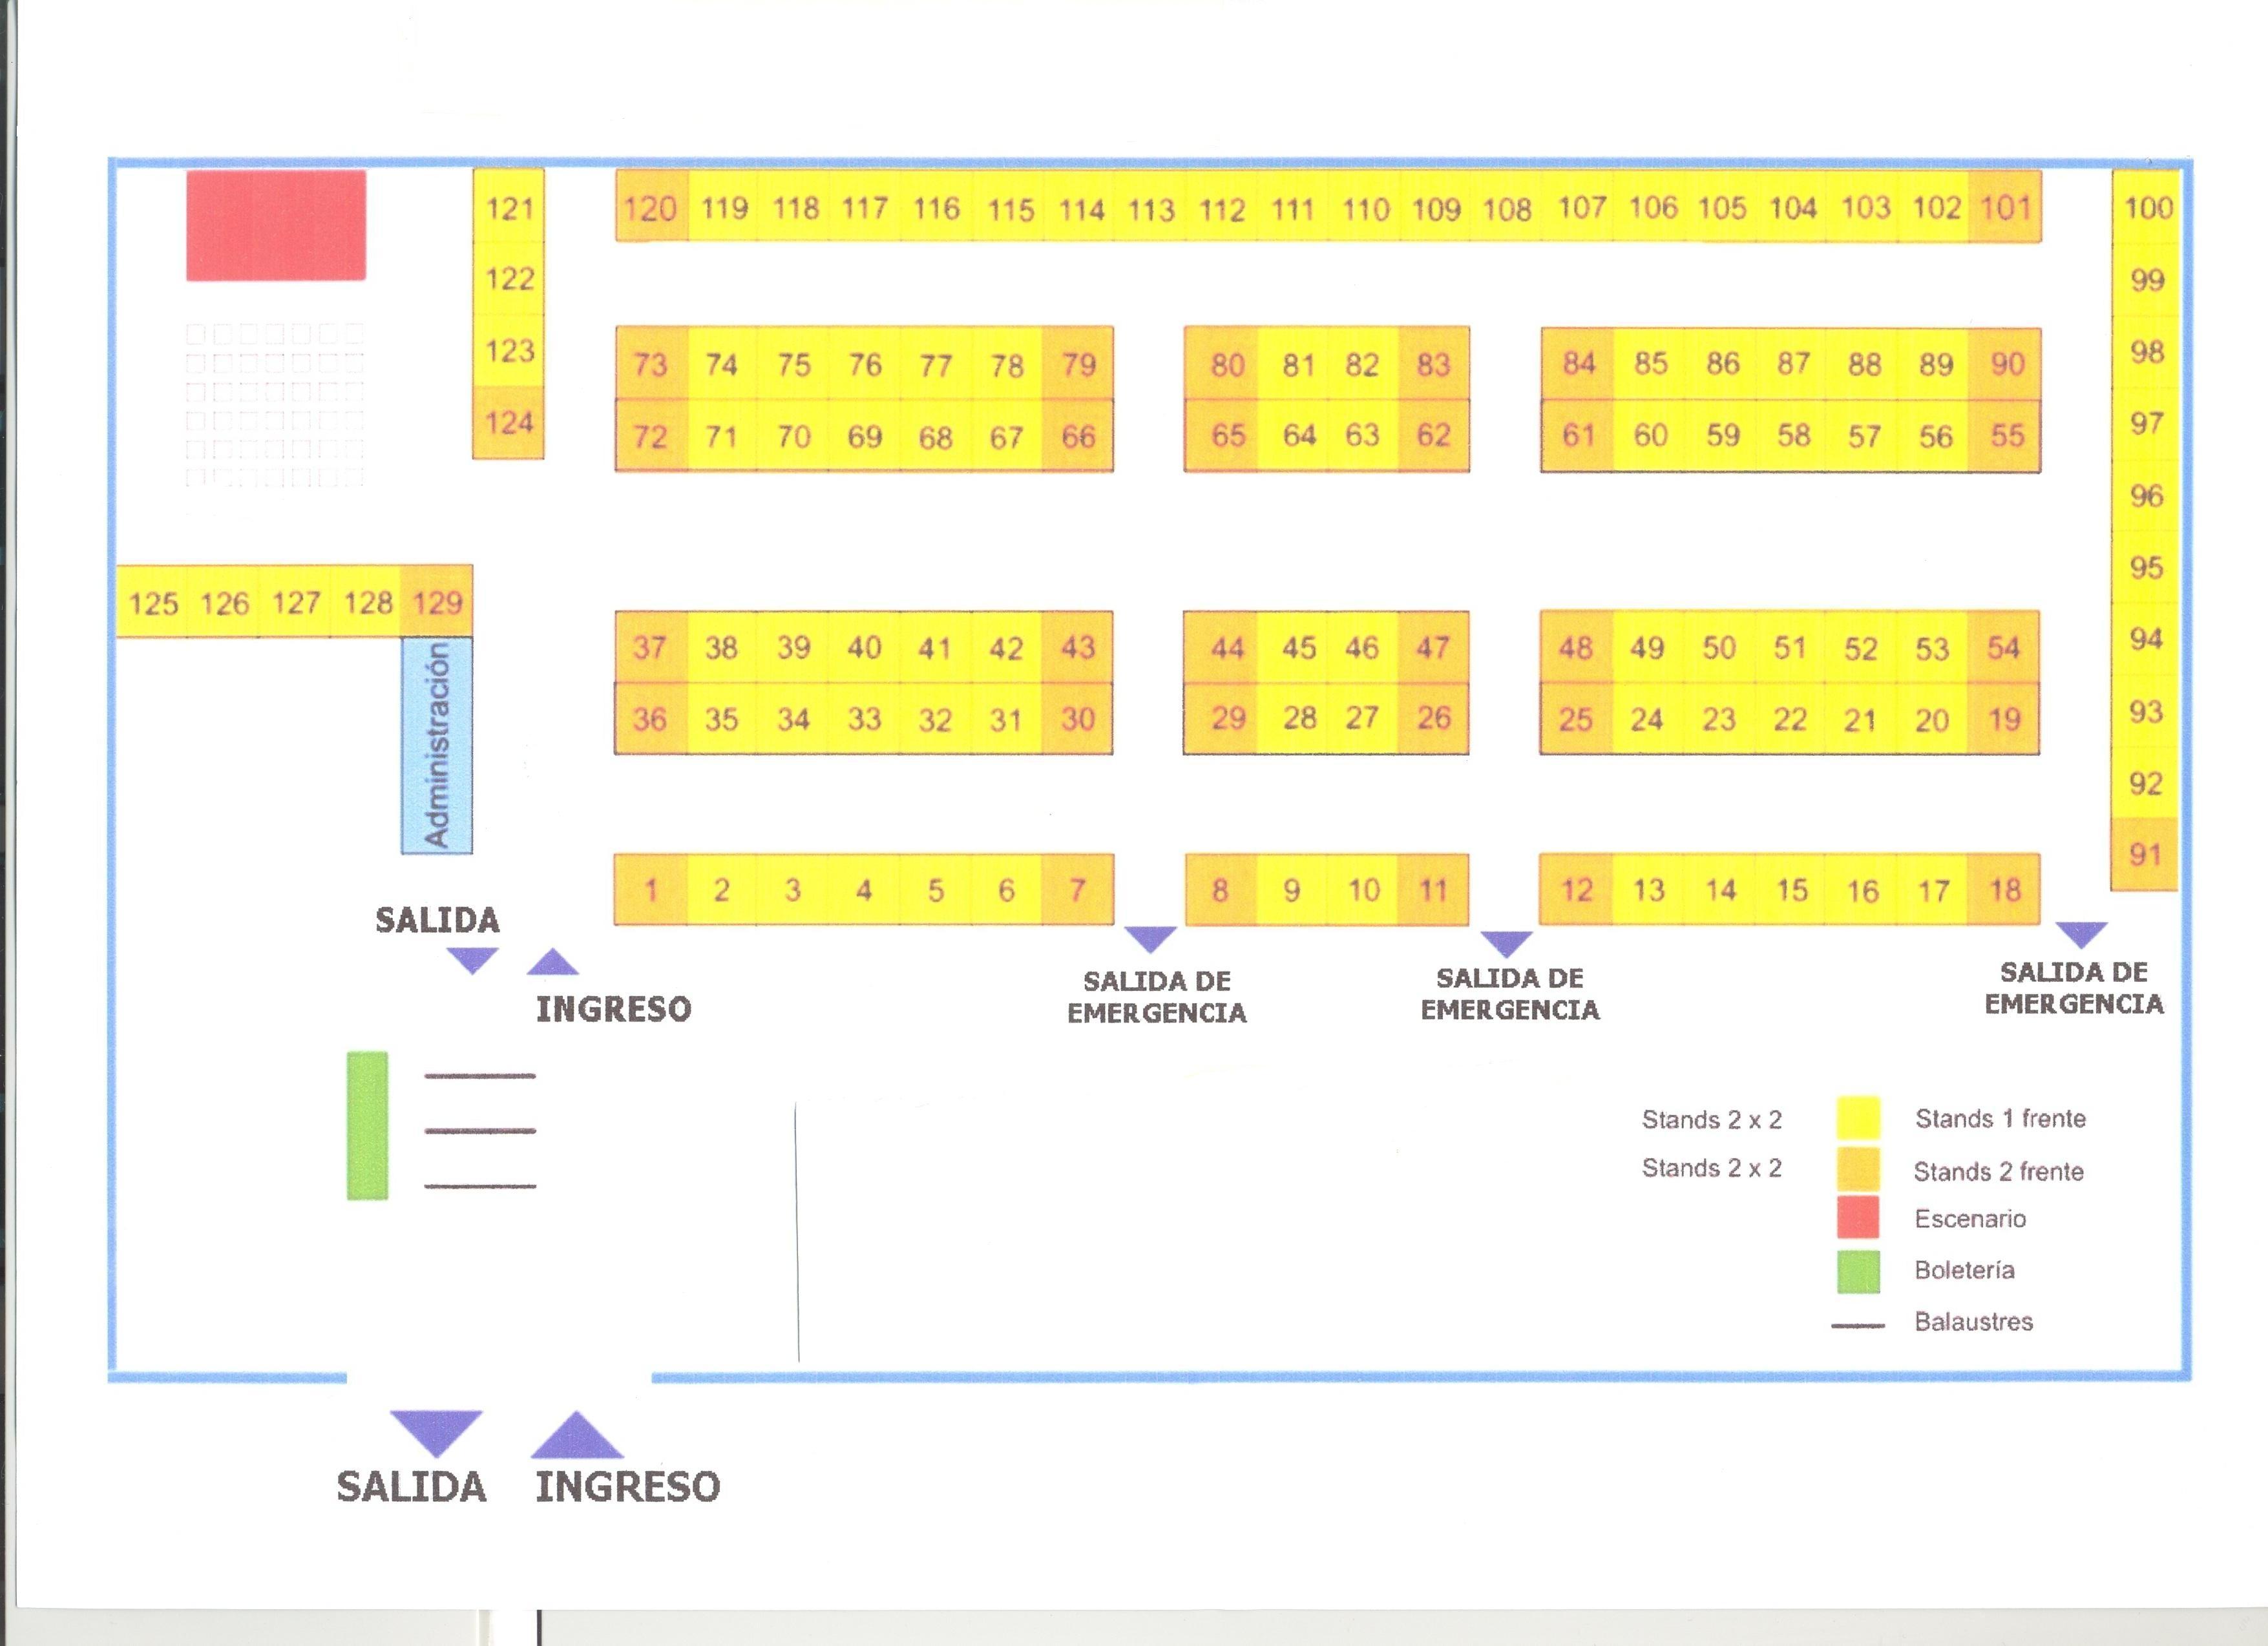 121 120 119 118 117 116 115 114 113 112 111 110 109 108 107 106 105 104 103 102 101 100
122 99
123 73 74 75 76 77 78 79 80 81 82 83 84 85 86 87 88 89 90 98
124 72 71 70 69 68 67 66 65 64 63 62 61 60 59 58 57 56 55 97
96
95
125 126 127 128 129
37 38 39 40 41 42 43 44 45 46 47 48 49 50 51 52 53 54 94
Administración
36 35 34 33 32 31 30 29 28 27 26 25 24 23 22 21 20 19 93
92
91
1 2 3 4 5 6 7 8 9 10 11 12 13 14 15 16 17 18
SALIDA
INGRESO
SALIDA DE
EMERGENCIA
SALIDA DE
EMERGENCIA
SALIDA DE
EMERGENCIA
Stands 2 x 2 Stands 1 frente
Stands 2 x 2 Stands 2 frente
Escenario
Boletería
Balaustres
SALIDA INGRESO